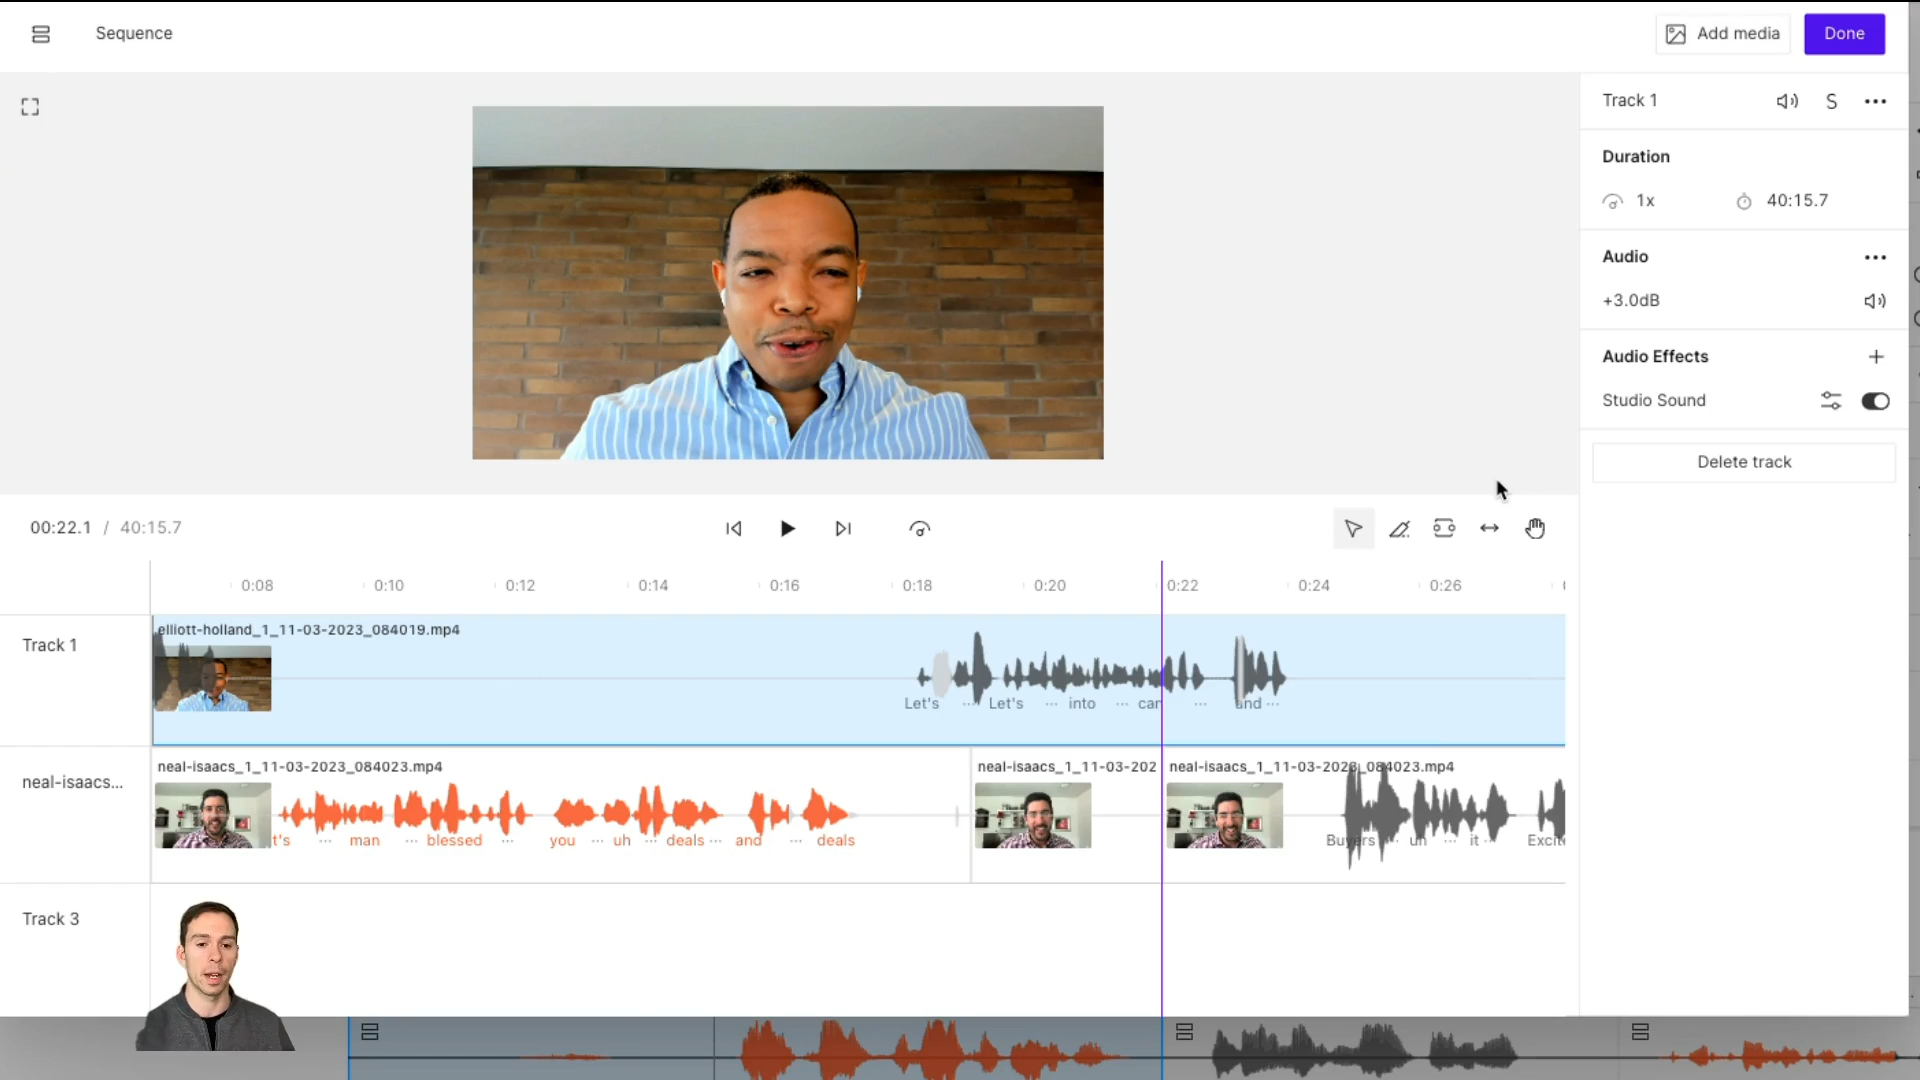 Sequence
Add media
Done
Track 1
S
Duration
1x
40:15.7
Audio
+3.0dB
Audio Effects
Studio Sound
Delete track
00:22.1 / 40:15.7
0:08
0:10
0:12
0:14
0:16
0:18
0:20
0:22
0:24
0:26
Track 1
elliott-holland_1_11-03-2023_084019.mp4
Let's ... Let's ... into ... can ... and ...
neal-isaacs...
neal-isaacs_1_11-03-2023_084023.mp4
neal-isaacs_1_11-03-202
neal-isaacs_1_11-03-2023_084023.mp4
t's ... man ... blessed ... you ... uh ... deals ... and ... deals
Buyers ... uh ... it ... Excit
Track 3